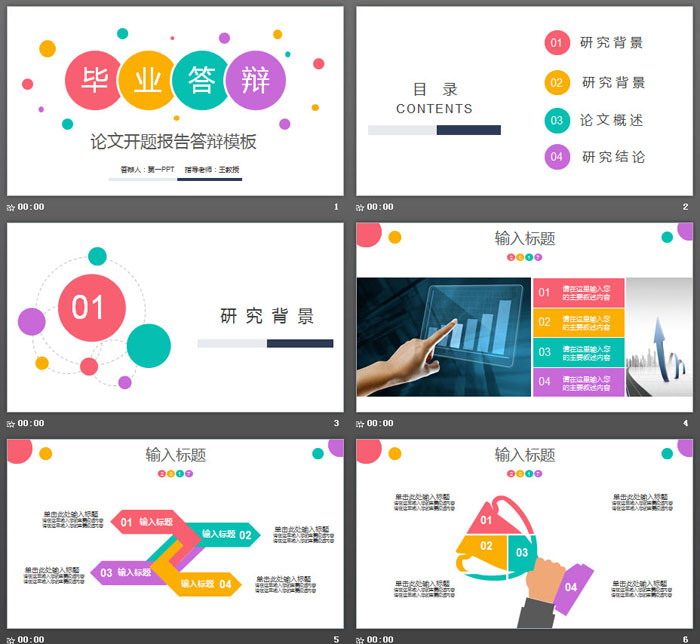 毕 业 答 辩
论文开题报告答辩模板
答辩人：第一PPT 指导老师：王教授
00:00 1
目 录
CONTENTS
01 研究背景
02 研究背景
03 论文概述
04 研究结论
00:00 2
01
研究背景
00:00 3
输入标题
2 0 1 7
01 请在这里输入您
的主要叙述内容
02 请在这里输入您
的主要叙述内容
03 请在这里输入您
的主要叙述内容
04 请在这里输入您
的主要叙述内容
00:00 4
输入标题
2 0 1 7
单击此处输入标题
01 输入标题
输入标题 02
单击此处输入标题
单击此处输入标题
03 输入标题
输入标题 04
单击此处输入标题
00:00 5
输入标题
2 0 1 7
单击此处输入标题
单击此处输入标题
01
02
03
04
单击此处输入标题
单击此处输入标题
00:00 6